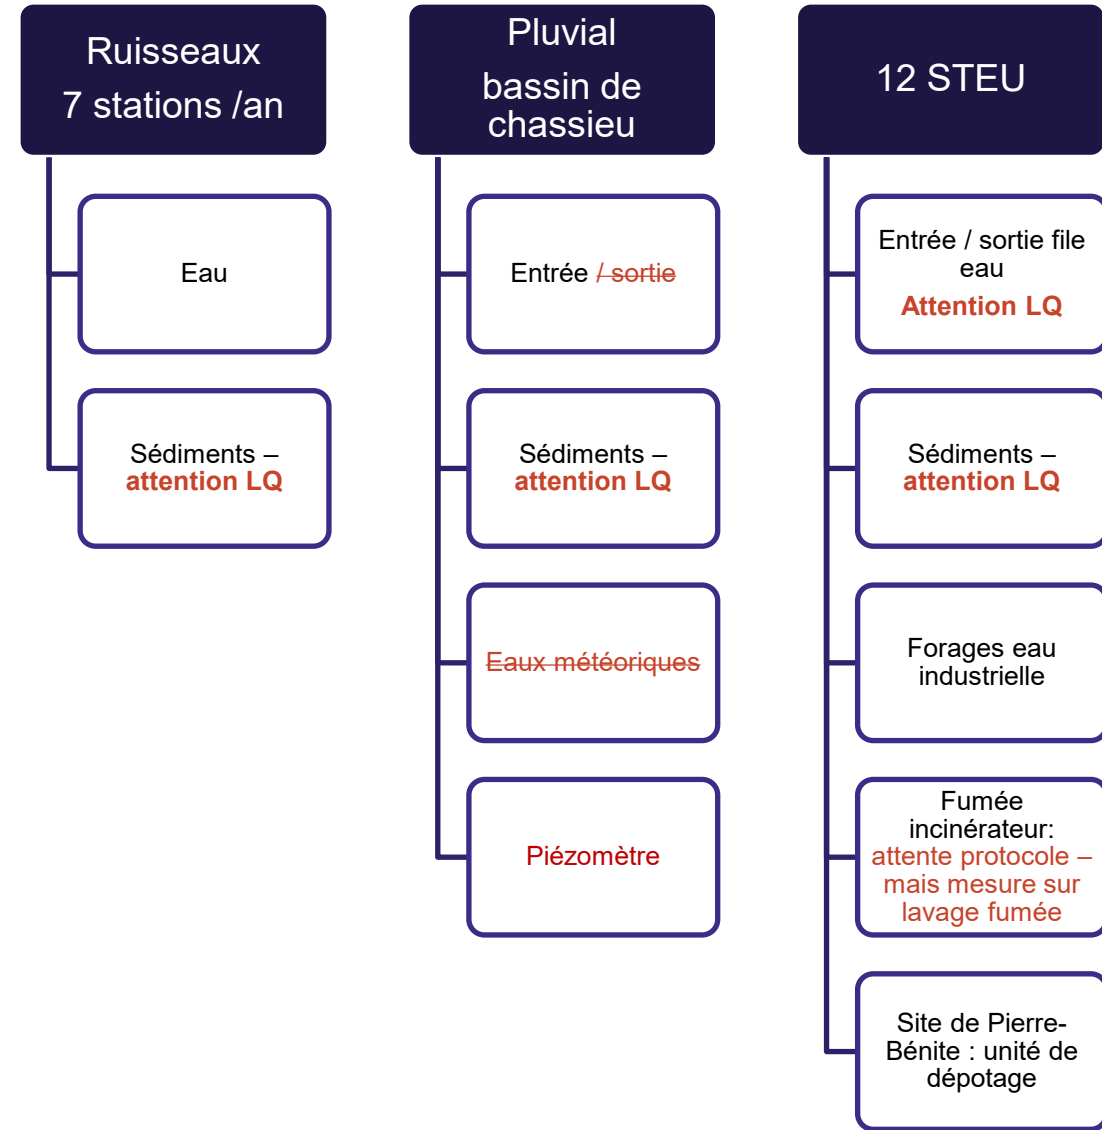 Ruisseaux
7 stations /an
Eau
Sédiments –
attention LQ
Pluvial
bassin de
chassieu
Entrée / sortie
Sédiments –
attention LQ
Eaux météoriques
Piézomètre
12 STEU
Entrée / sortie file
eau
Attention LQ
Sédiments –
attention LQ
Forages eau
industrielle
Fumée
incinérateur:
attente protocole –
mais mesure sur
lavage fumée
Site de Pierre-
Bénite : unité de
dépotage